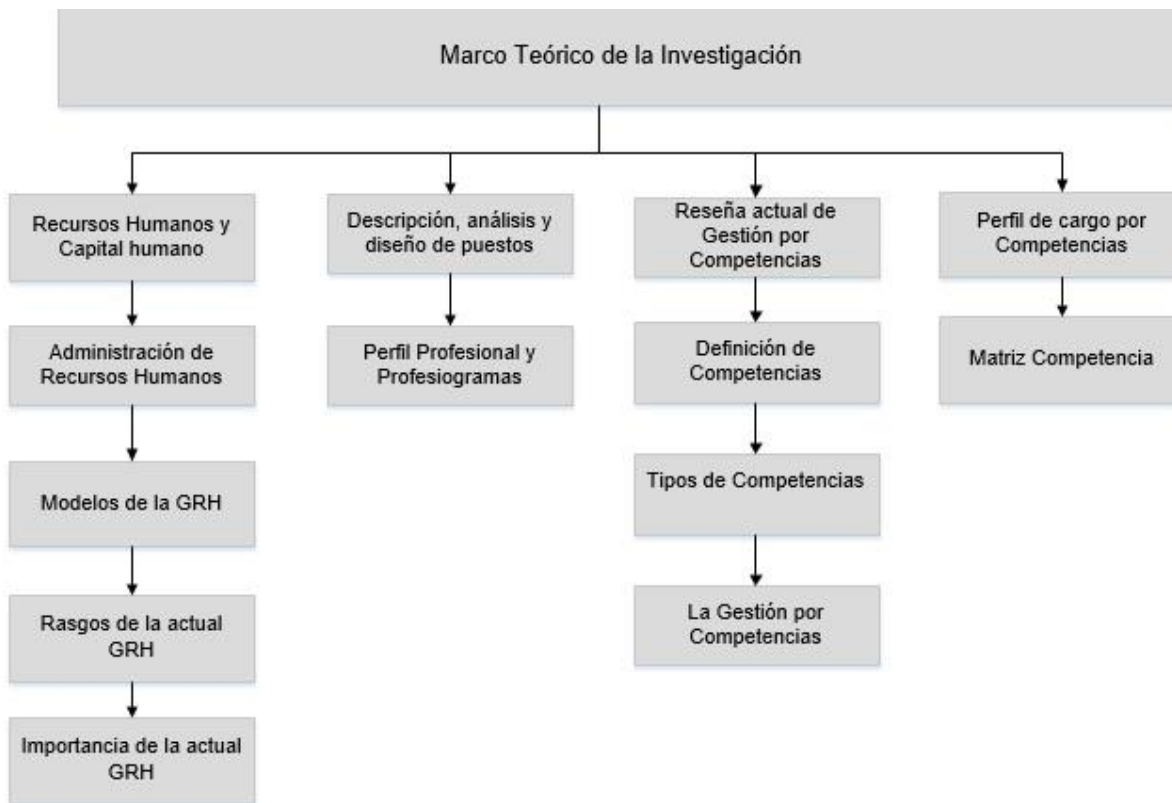 Marco Teórico de la Investigación
Recursos Humanos y
Capital humano
Administración de
Recursos Humanos
Modelos de la GRH
Rasgos de la actual
GRH
Importancia de la actual
GRH
Descripción, análisis y
diseño de puestos
Perfil Profesional y
Profesiogramas
Reseña actual de
Gestión por
Competencias
Definición de
Competencias
Tipos de Competencias
La Gestión por
Competencias
Perfil de cargo por
Competencias
Matriz Competencia